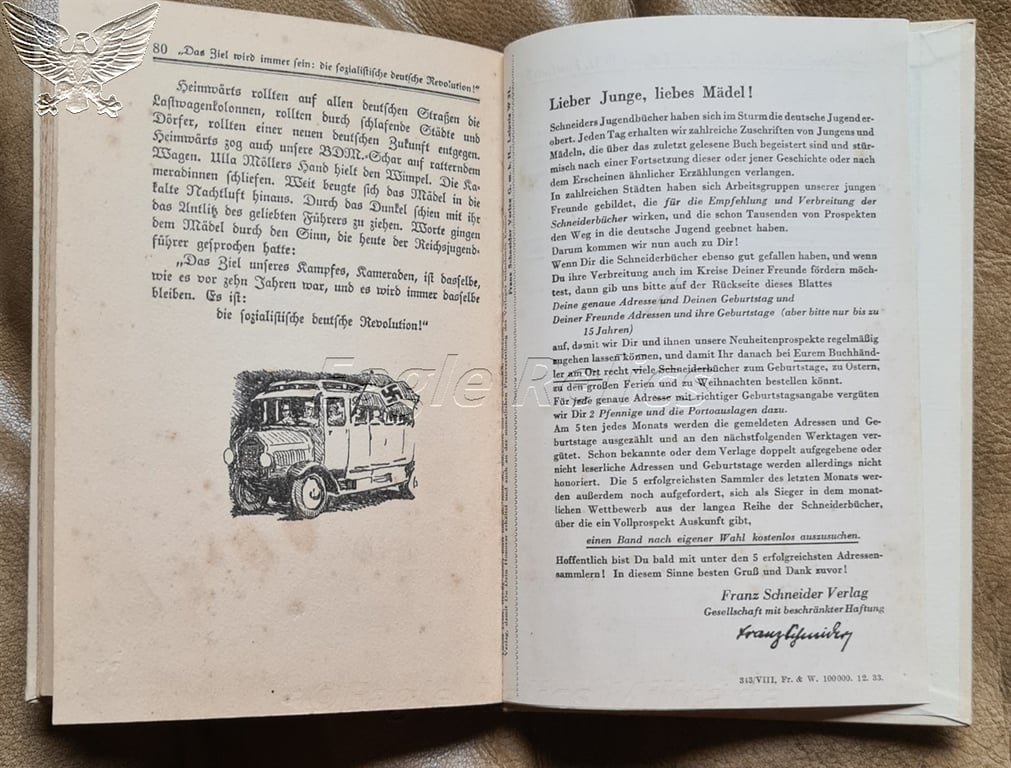 80 „Das Ziel wird immer sein: die sozialistische deutsche Revolution!“
Heimwärts rollten auf allen deutschen Straßen die
Lastwagenkolonnen, rollten durch schlafende Städte und
Dörfer, rollten einer neuen deutschen Zukunft entgegen.
Heimwärts zog auch unsere BDM.-Schar auf ratterndem
Wagen. Ulla Möllers Hand hielt den Wimpel. Die Ka-
meradinnen schliefen. Weit beugte sich das Mädel in die
kalte Nachtluft hinaus. Durch das Dunkel schien mit ihr
das Antlitz des geliebten Führers zu ziehen. Worte gingen
dem Mädel durch den Sinn, die heute der Reichsjugend-
führer gesprochen hatte:
„Das Ziel unseres Kampfes, Kameraden, ist dasselbe,
wie es vor zehn Jahren war, und es wird immer dasselbe
bleiben. Es ist:
die sozialistische deutsche Revolution!“
Lieber Junge, liebes Mädel!
Schneiders Jugendbücher haben sich im Sturm die deutsche Jugend er-
obert. Jeden Tag erhalten wir zahlreiche Zuschriften von Jungens und
Mädeln, die über das zuletzt gelesene Buch begeistert sind und stür-
misch nach einer Fortsetzung dieser oder jener Geschichte oder nach
dem Erscheinen ähnlicher Erzählungen verlangen.
In zahlreichen Städten haben sich Arbeitsgruppen unserer jungen
Freunde gebildet, die für die Empfehlung und Verbreitung der
Schneiderbücher wirken, und die schon Tausenden von Prospekten
den Weg in die deutsche Jugend geebnet haben.
Darum kommen wir nun auch zu Dir!
Wenn Dir die Schneiderbücher ebenso gut gefallen haben, und wenn
Du ihre Verbreitung auch im Kreise Deiner Freunde fördern möch-
test, dann gib uns bitte auf der Rückseite dieses Blattes
Deine genaue Adresse und Deinen Geburtstag und
Deiner Freunde Adressen und ihre Geburtstage (aber bitte nur bis zu
15 Jahren)
auf, damit wir Dir und ihnen unsere Neuheitenprospekte regelmäßig
zugehen lassen können, und damit Ihr danach bei Eurem Buchhänd-
ler am Ort recht viele Schneiderbücher zum Geburtstage, zu Ostern,
zu den großen Ferien und zu Weihnachten bestellen könnt.
Für jede genaue Adresse mit richtiger Geburtstagsangabe vergüten
wir Dir 2 Pfennige und die Portoauslagen dazu.
Am 5ten jedes Monats werden die gemeldeten Adressen und Ge-
burtstage ausgezählt und an den nächstfolgenden Werktagen ver-
gütet. Schon bekannte oder dem Verlage doppelt aufgegebene oder
nicht leserliche Adressen und Geburtstage werden allerdings nicht
honoriert. Die 5 erfolgreichsten Sammler des letzten Monats wer-
den außerdem noch aufgefordert, sich als Sieger in dem monat-
lichen Wettbewerb aus der langen Reihe der Schneiderbücher,
über die ein Vollprospekt Auskunft gibt,
einen Band nach eigener Wahl kostenlos auszusuchen.
Hoffentlich bist Du bald mit unter den 5 erfolgreichsten Adressen-
sammlern! In diesem Sinne besten Gruß und Dank zuvor!
Franz Schneider Verlag
Gesellschaft mit beschränkter Haftung
Franz Schneider
343/VIII, Fr. & W. 100000. 12. 33.